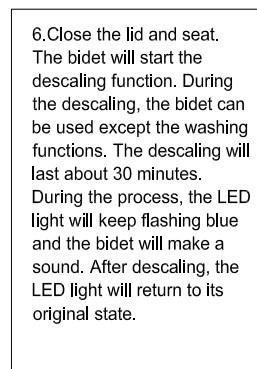 6.Close the lid and seat.
The bidet will start the
descaling function. During
the descaling, the bidet can
be used except the washing
functions. The descaling will
last about 30 minutes.
During the process, the LED
light will keep flashing blue
and the bidet will make a
sound. After descaling, the
LED light will return to its
original state.